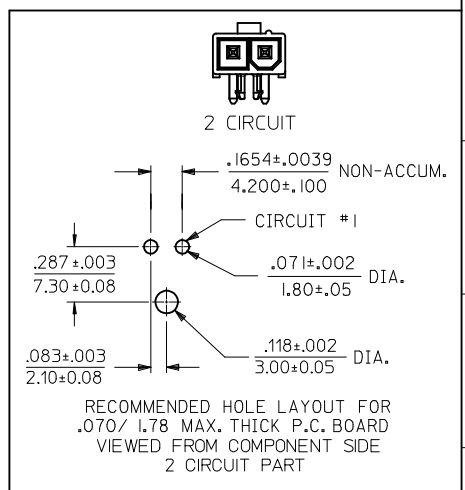 2 CIRCUIT
.1654±.0039
4.200±.100
NON-ACCUM.
CIRCUIT #1
.287±.003
7.30±0.08
.071±.002
1.80±.05
DIA.
.083±.003
2.10±0.08
.118±.002
3.00±0.05
DIA.
RECOMMENDED HOLE LAYOUT FOR
.070/ 1.78 MAX. THICK P.C. BOARD
VIEWED FROM COMPONENT SIDE
2 CIRCUIT PART